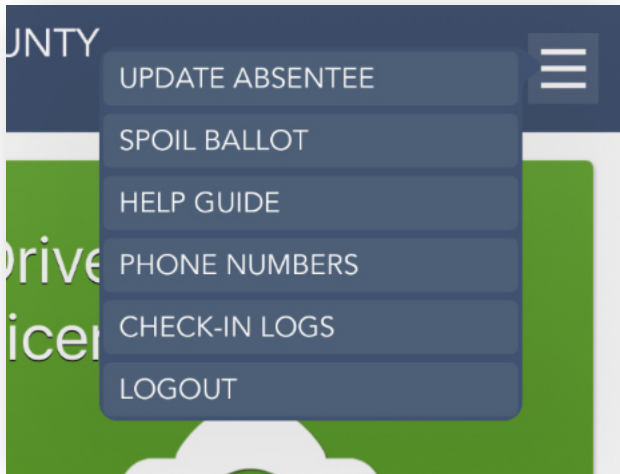 UNTY
UPDATE ABSENTEE
SPOIL BALLOT
HELP GUIDE
PHONE NUMBERS
CHECK-IN LOGS
LOGOUT